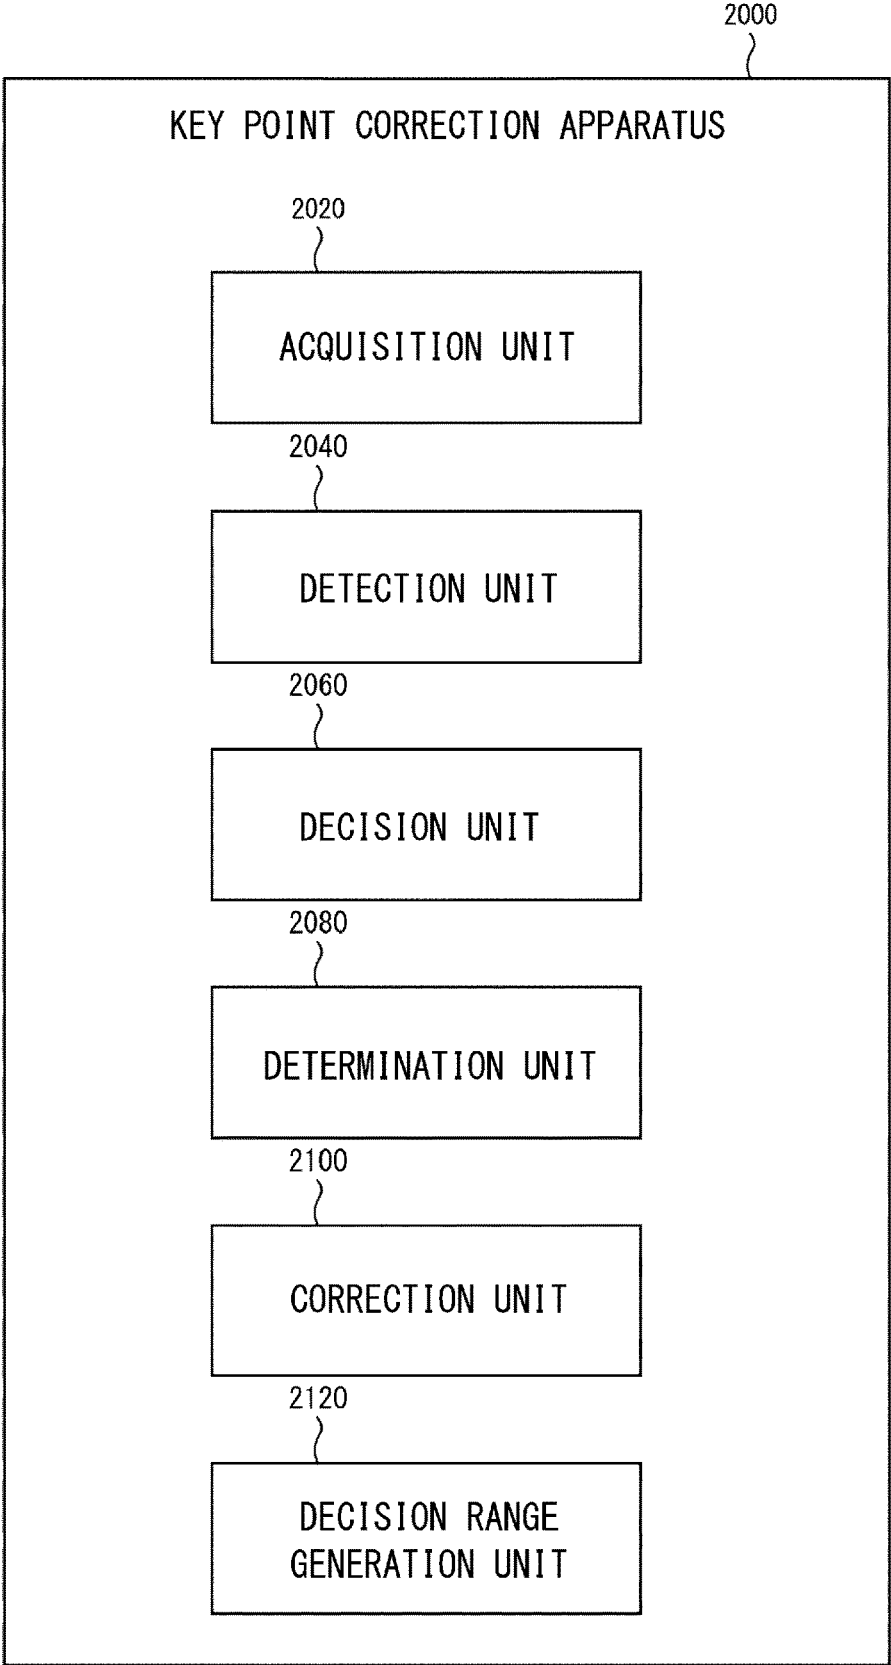 2000
KEY POINT CORRECTION APPARATUS
2020
ACQUISITION UNIT
2040
DETECTION UNIT
2060
DECISION UNIT
2080
DETERMINATION UNIT
2100
CORRECTION UNIT
2120
DECISION RANGE
GENERATION UNIT